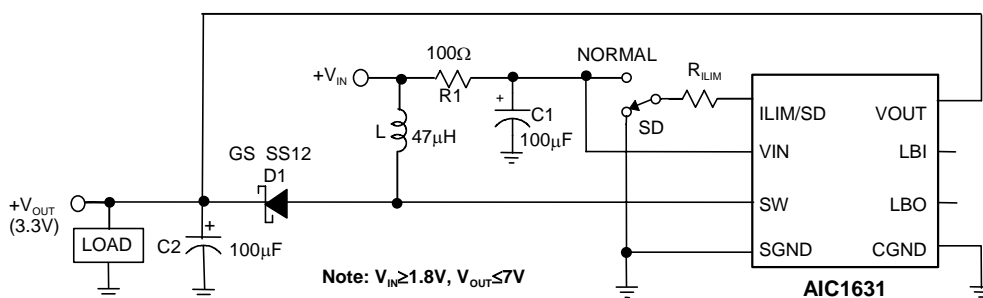 100Ω
+VIN
R1
NORMAL
RILIM
+
C1
100μF
L
47μH
SD
ILIM/SD
VOUT
VIN
LBI
SW
LBO
SGND
CGND
AIC1631
GS SS12
D1
+VOUT
(3.3V)
LOAD
+
C2
100μF
Note: VIN≥1.8V, VOUT≤7V